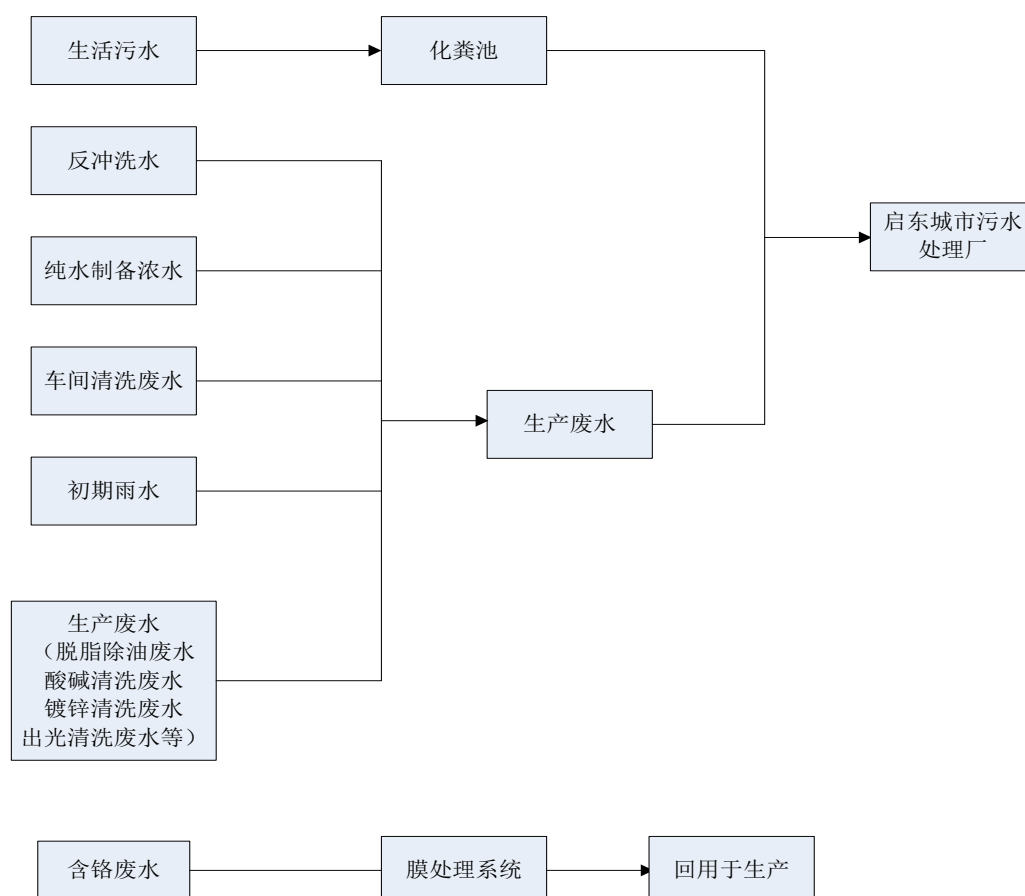 生活污水
化粪池
反冲洗水
启东城市污水
处理厂
纯水制备浓水
车间清洗废水
生产废水
初期雨水
生产废水
（脱脂除油废水
酸碱清洗废水
镀锌清洗废水
出光清洗废水等）
含铬废水
膜处理系统
回用于生产